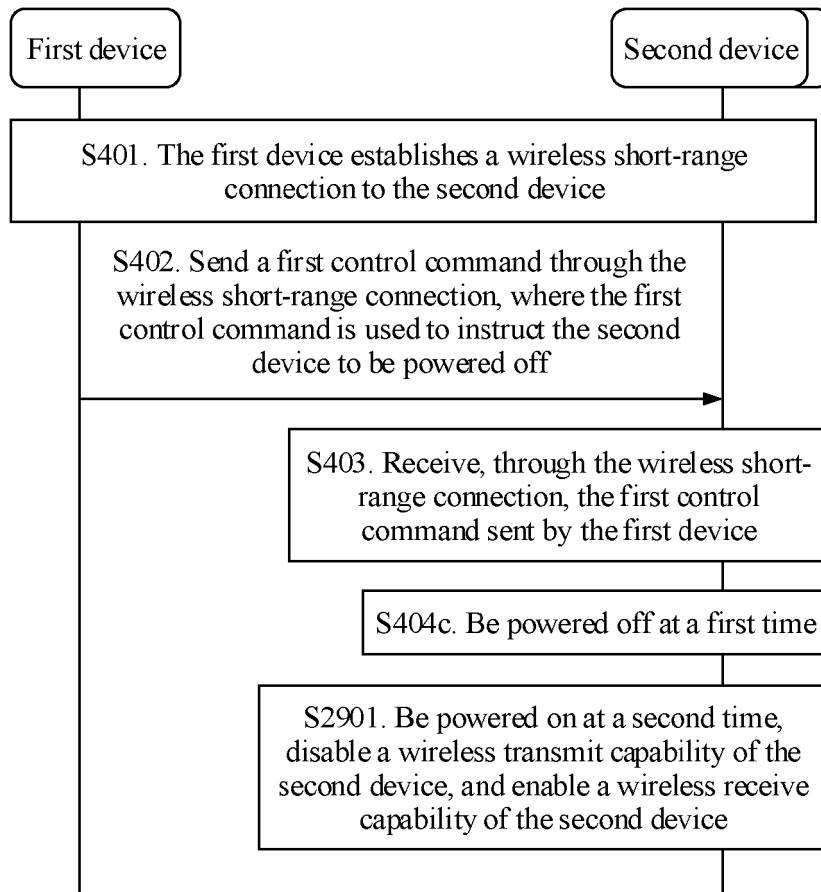 First device
Second device
S401. The first device establishes a wireless short-range
connection to the second device
S402. Send a first control command through the
wireless short-range connection, where the first
control command is used to instruct the second
device to be powered off
S403. Receive, through the wireless short-
range connection, the first control
command sent by the first device
S404c. Be powered off at a first time
S2901. Be powered on at a second time,
disable a wireless transmit capability of the
second device, and enable a wireless receive
capability of the second device